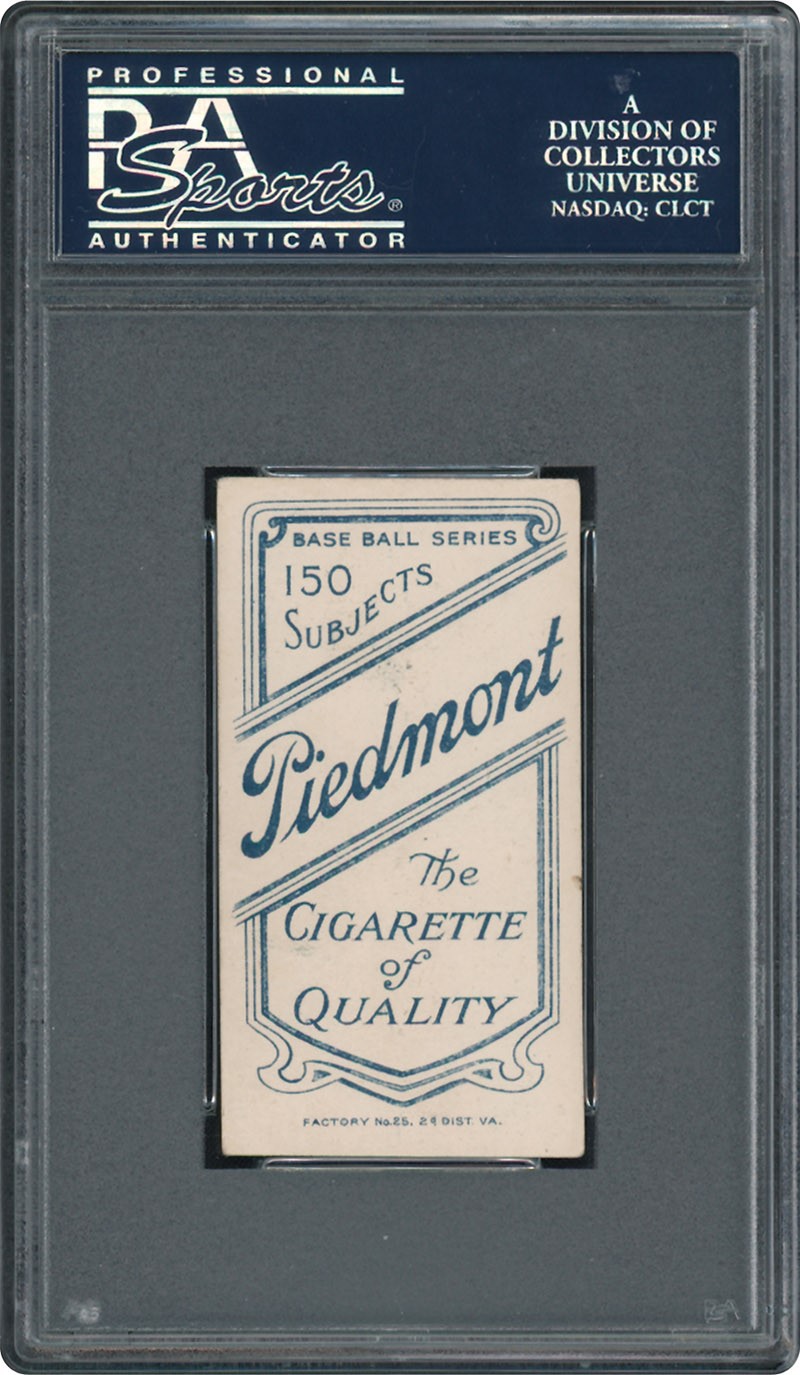 PROFESSIONAL
PSA
Sports®
AUTHENTICATOR
A
DIVISION OF
COLLECTORS
UNIVERSE
NASDAQ: CLCT
BASE BALL SERIES
150
SUBJECTS
Piedmont
The
CIGARETTE
of
QUALITY
FACTORY No. 25, 2d DIST. VA.
PSA